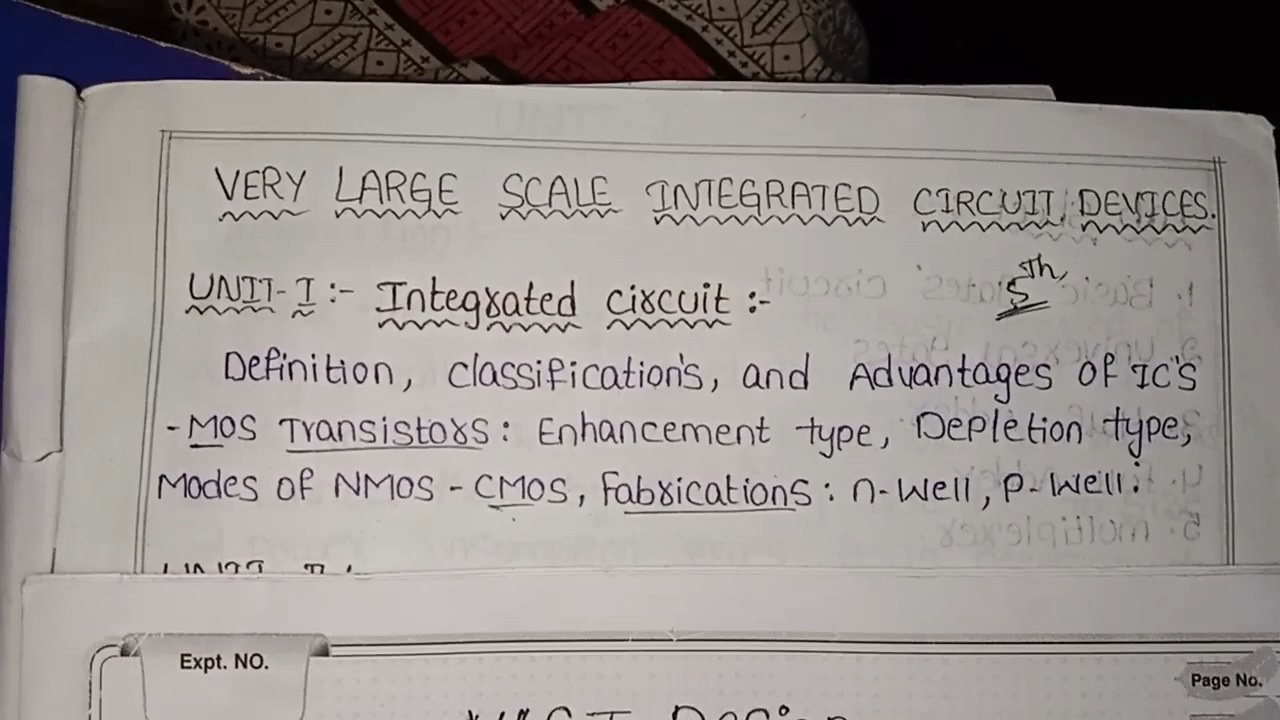 VERY LARGE SCALE INTEGRATED CIRCUIT DEVICES.
UNIT-I :- Integrated circuit :-
5Th
Definition, classification's, and Advantages of IC'S
-MOS Transistors: Enhancement type, Depletion type,
Modes of NMOS - CMOS, Fabrications: n-well, p-well.
Expt. NO.
Page No.